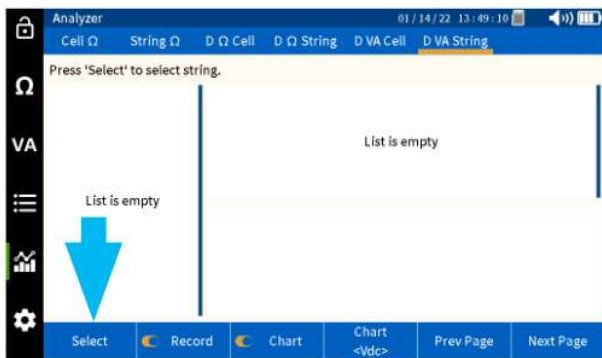 Analyzer 01/14/22 13:49:10
Cell Ω String Ω D Ω Cell D Ω String D VA Cell D VA String
Press 'Select' to select string.
Ω
List is empty
VA
List is empty
Select Record Chart Chart Prev Page Next Page
<Vdc>